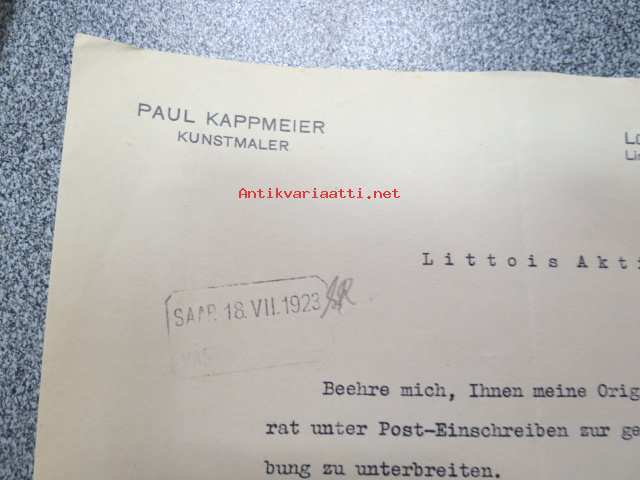 PAUL KAPPMEIER
KUNSTMALER
Antikvariaatti.net
Littois Akti
SAAP. 18.VII.1923
Beehre mich, Ihnen meine Orig
rat unter Post-Einschreiben zur ge
bung zu unterbreiten.